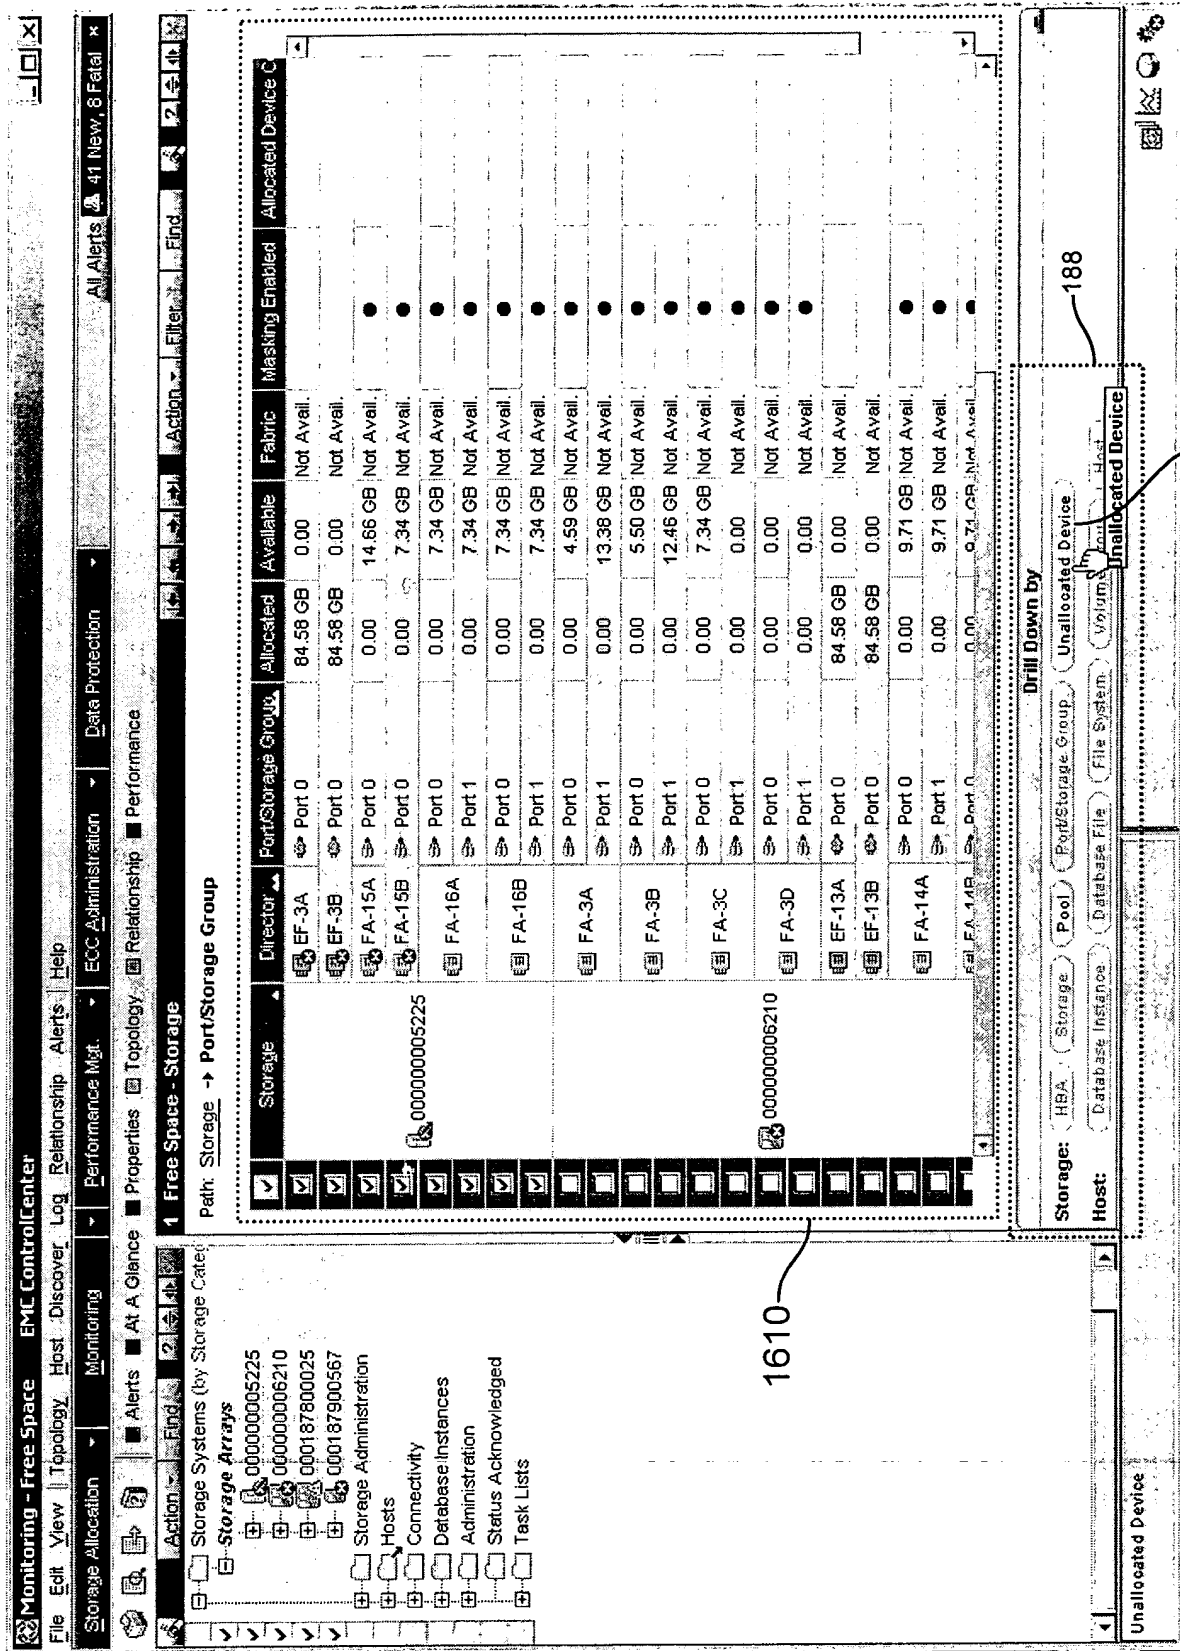 Monitoring - Free Space EMC ControlCenter
File Edit View Topology Host Discover Log Relationship Alerts Help
Storage Allocation Monitoring Performance Mgt. ECC Administration Data Protection All Alerts 41 New, 8 Fatal
Alerts At A Glance Properties Topology Relationship Performance
Action Find ?
1 Free Space - Storage Action Filter Find ?
Storage Systems (by Storage Categ
Storage Arrays
000000005225
000000006210
000187800025
000187900567
Storage Administration
Hosts
Connectivity
Database Instances
Administration
Status Acknowledged
Task Lists
Path: Storage → Port/Storage Group
Storage Director Port/Storage Group Allocated Available Fabric Masking Enabled Allocated Device C
000000005225
EF-3A Port 0 84.58 GB 0.00 Not Avail.
EF-3B Port 0 84.58 GB 0.00 Not Avail.
FA-15A Port 0 0.00 14.66 GB Not Avail. ●
FA-15B Port 0 0.00 7.34 GB Not Avail. ●
FA-16A Port 0 0.00 7.34 GB Not Avail. ●
Port 1 0.00 7.34 GB Not Avail. ●
FA-16B Port 0 0.00 7.34 GB Not Avail. ●
Port 1 0.00 7.34 GB Not Avail. ●
000000006210
FA-3A Port 0 0.00 4.59 GB Not Avail. ●
Port 1 0.00 13.38 GB Not Avail. ●
FA-3B Port 0 0.00 5.50 GB Not Avail. ●
Port 1 0.00 12.46 GB Not Avail. ●
FA-3C Port 0 0.00 7.34 GB Not Avail. ●
Port 1 0.00 0.00 Not Avail. ●
FA-3D Port 0 0.00 0.00 Not Avail. ●
Port 1 0.00 0.00 Not Avail. ●
EF-13A Port 0 84.58 GB 0.00 Not Avail.
EF-13B Port 0 84.58 GB 0.00 Not Avail.
FA-14A Port 0 0.00 9.71 GB Not Avail. ●
Port 1 0.00 9.71 GB Not Avail. ●
FA-14B Port 0 0.00 9.71 GB Not Avail. ●
1610
Drill Down by
188
Storage: HBA Storage Pool Port/Storage Group Unallocated Device
Host: Database Instance Database File File System Volume Host
Unallocated Device
Unallocated Device